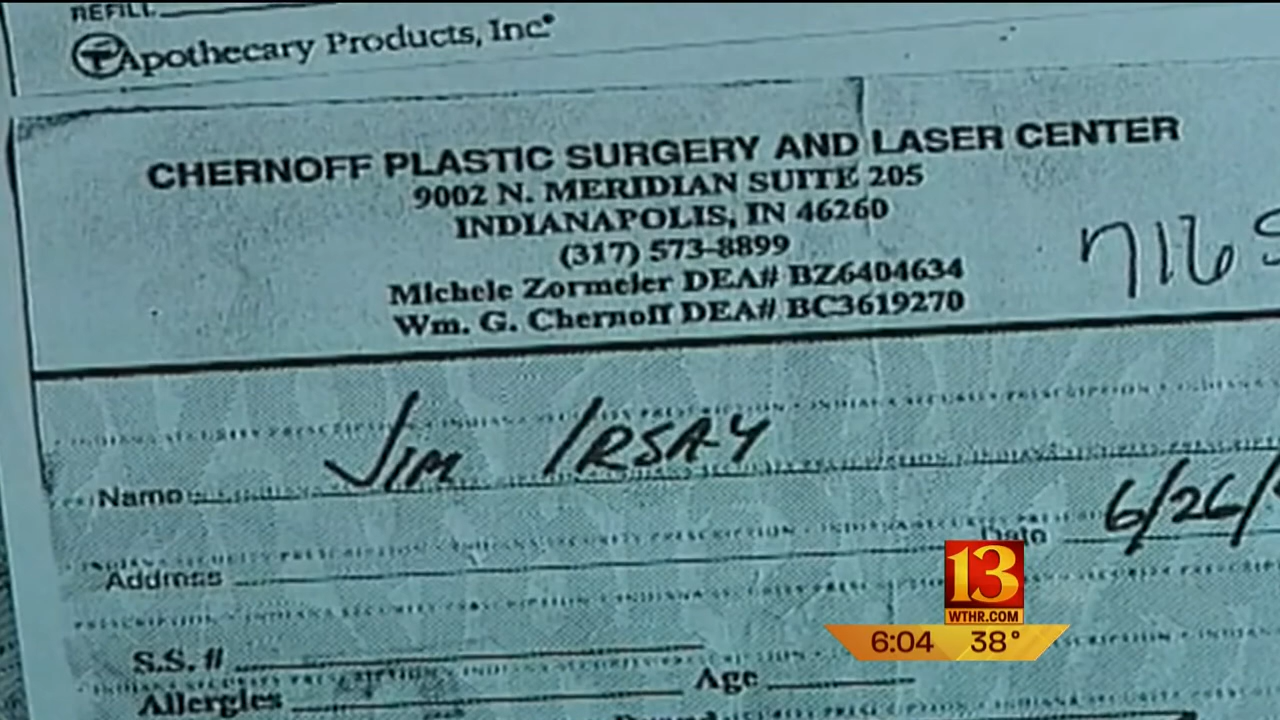 REFILL
Apothecary Products, Inc.
CHERNOFF PLASTIC SURGERY AND LASER CENTER
9002 N. MERIDIAN SUITE 205
INDIANAPOLIS, IN 46260
(317) 573-8899
Michele Zormeier DEA# BZ6404634
Wm. G. Chernoff DEA# BC3619270
716
JIM IRSAY
Name
6/26/
Date
Address
S.S. #
Age
Allergies
13
WTHR.COM
6:04 38°